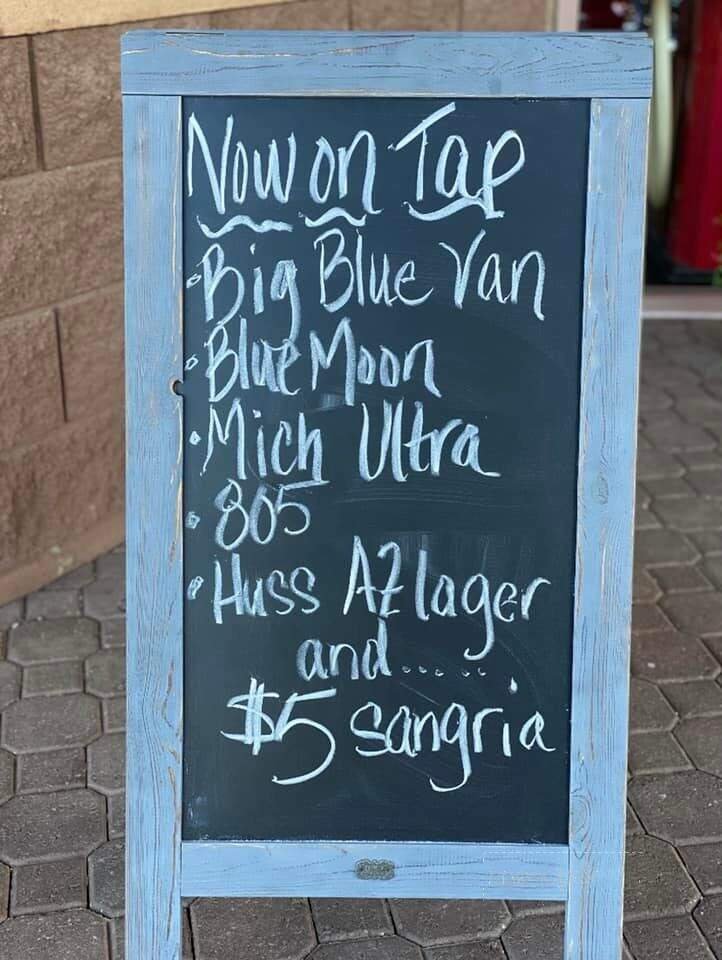 Now on Tap
• Big Blue Van
• Blue Moon
• Mich Ultra
• 805
• Huss AZ lager
and......
$5 sangria